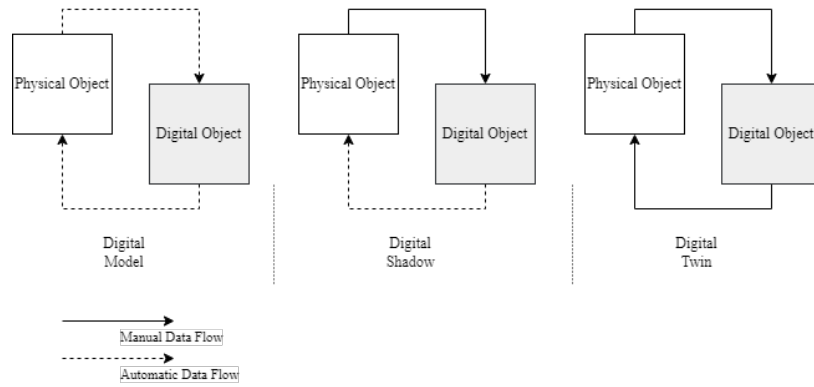 Physical Object
Digital Object
Physical Object
Digital Object
Physical Object
Digital Object
Digital
Model
Digital
Shadow
Digital
Twin
Manual Data Flow
Automatic Data Flow